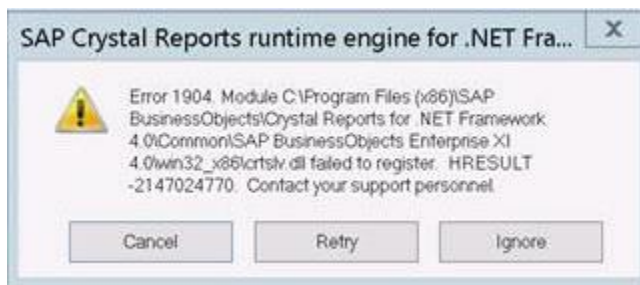 SAP Crystal Reports runtime engine for .NET Fra...
x
Error 1904. Module C:\Program Files (x86)\SAP
BusinessObjects\Crystal Reports for .NET Framework
4.0\Common\SAP BusinessObjects Enterprise XI
4.0\win32_x86\crtslv.dll failed to register. HRESULT
-2147024770. Contact your support personnel.
Cancel Retry Ignore